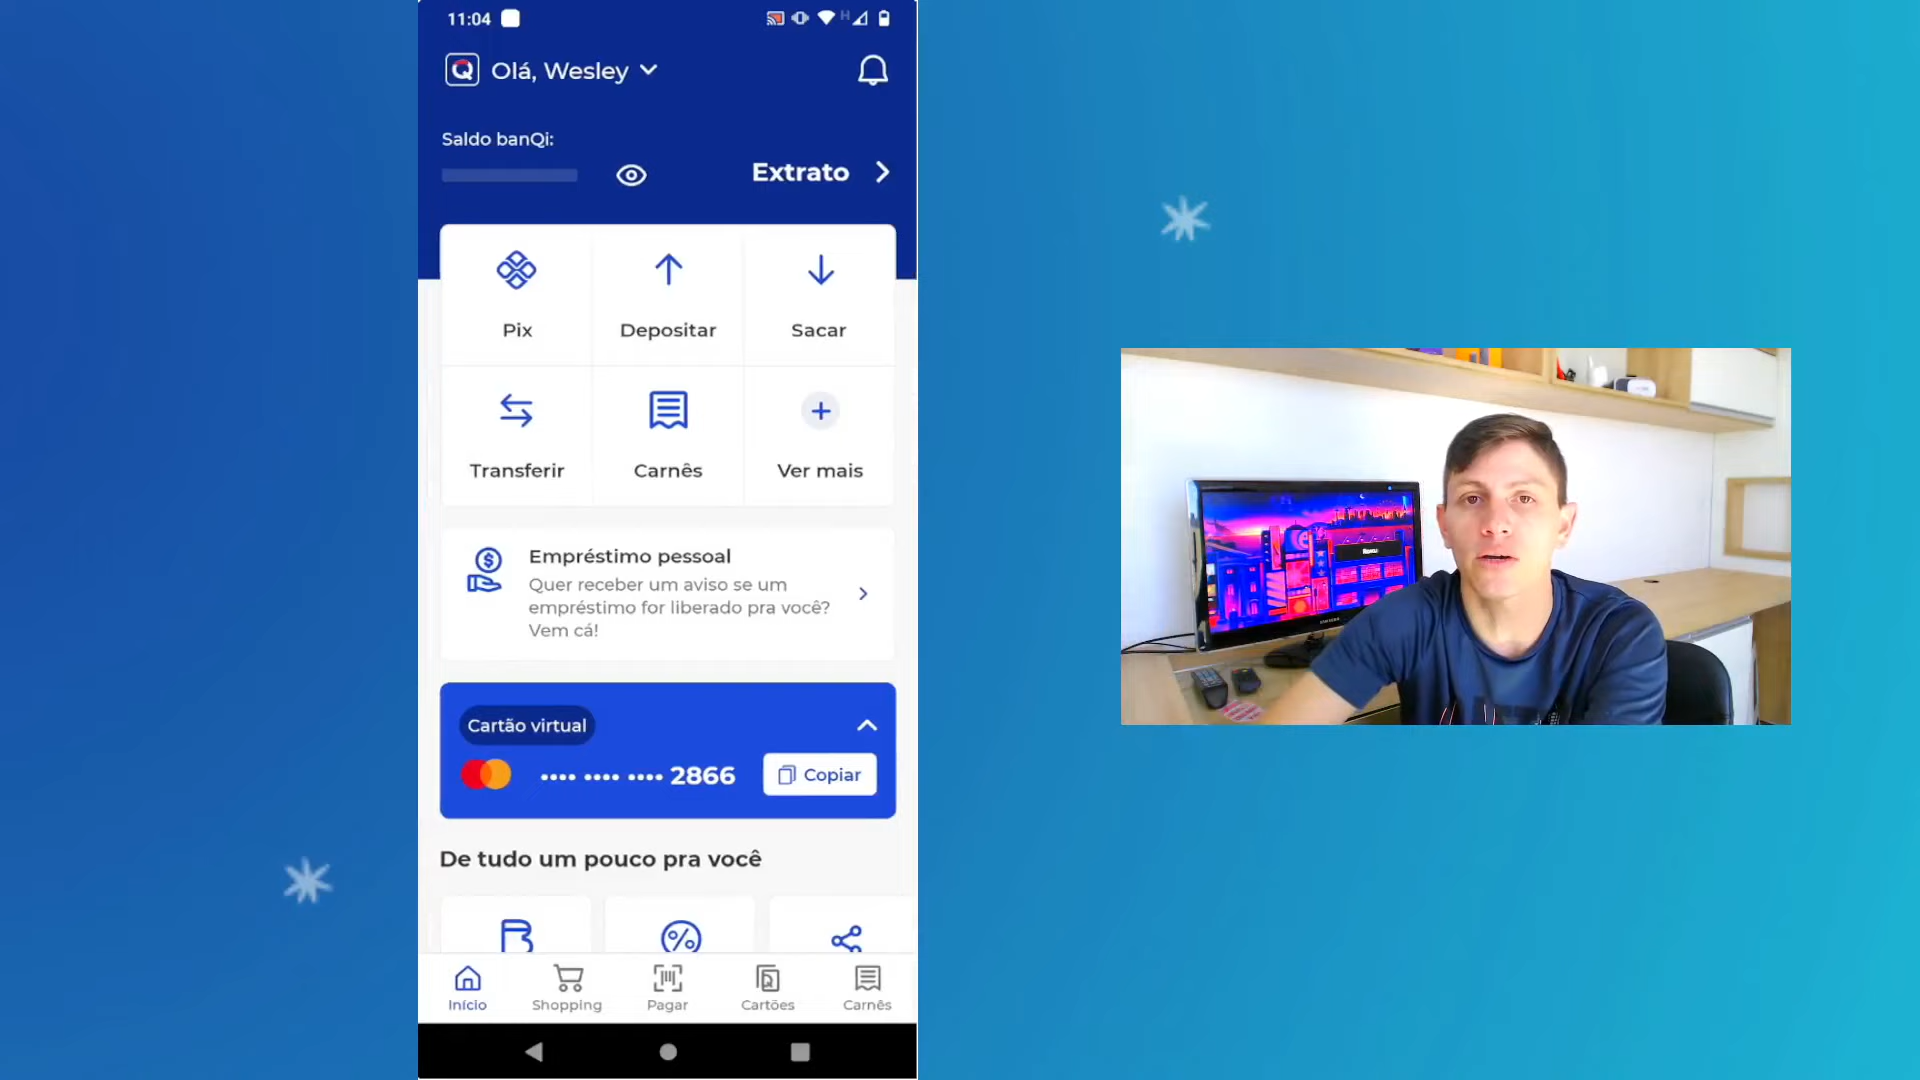 11:04
H
Olá, Wesley
Saldo banQi:
Extrato
Pix
Depositar
Sacar
Transferir
Carnês
Ver mais
Empréstimo pessoal
Quer receber um aviso se um
empréstimo for liberado pra você?
Vem cá!
Cartão virtual
•••• •••• •••• 2866
Copiar
De tudo um pouco pra você
Início
Shopping
Pagar
Cartões
Carnês
SAMSUNG